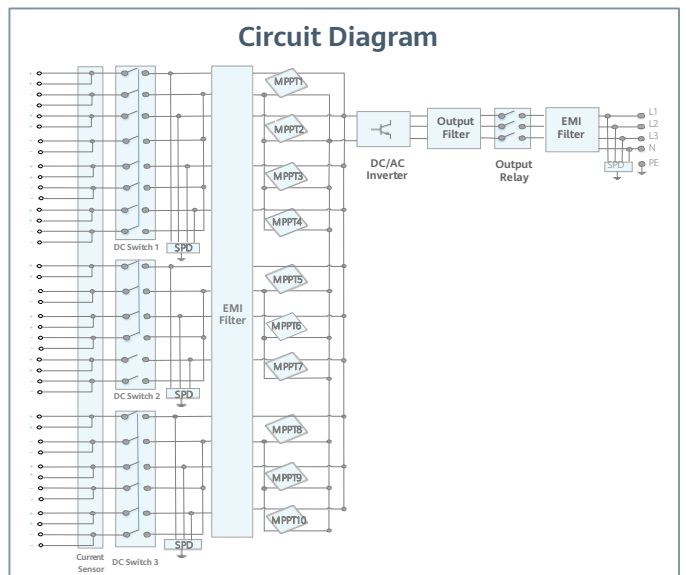 Circuit Diagram
MPPT1
MPPT2
MPPT3
MPPT4
DC Switch 1
SPD
MPPT5
EMI
Filter
MPPT6
MPPT7
DC Switch 2
SPD
MPPT8
MPPT9
MPPT10
SPD
Current
Sensor
DC Switch 3
DC/AC
Inverter
Output
Filter
Output
Relay
EMI
Filter
L1
L2
L3
N
SPD
PE